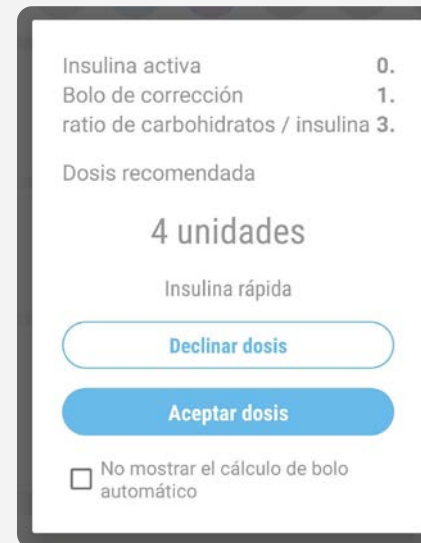 Insulina activa 0.
Bolo de corrección 1.
ratio de carbohidratos / insulina 3.
Dosis recomendada
4 unidades
Insulina rápida
Declinar dosis
Aceptar dosis
No mostrar el cálculo de bolo
automático